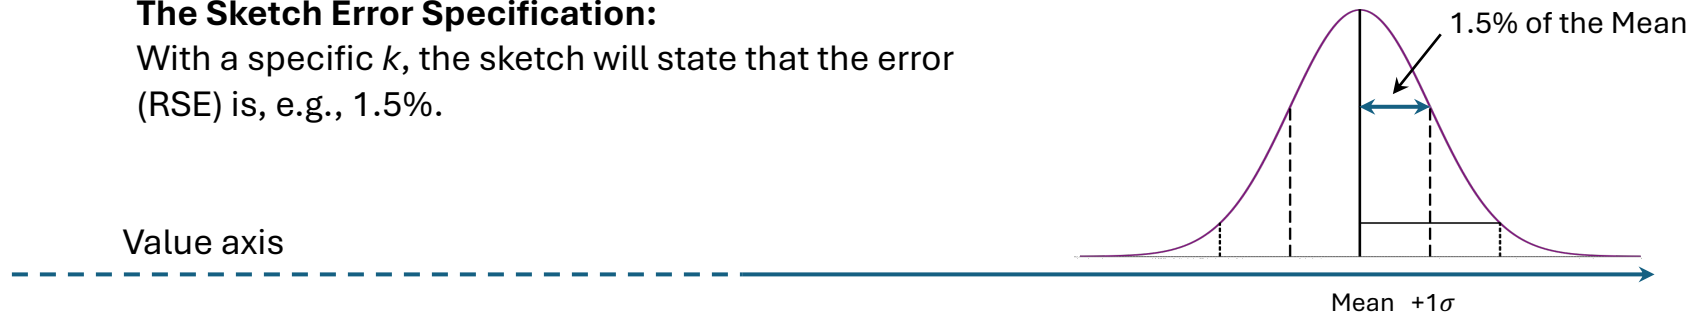 The Sketch Error Specification:
With a specific k, the sketch will state that the error
(RSE) is, e.g., 1.5%.
1.5% of the Mean
Value axis
Mean +1σ